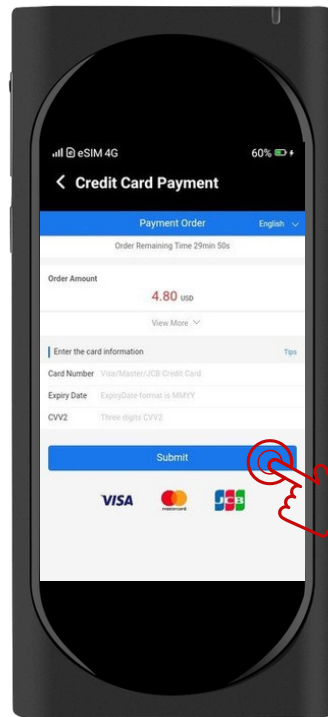 eSIM 4G 60%
Credit Card Payment
Payment Order English
Order Remaining Time 29min 50s
Order Amount
4.80 USD
View More
Enter the card information Tips
Card Number Visa/Master/JCB Credit Card
Expiry Date ExpiryDate format is MMYY
CVV2 Three digits CVV2
Submit
VISA mastercard JCB